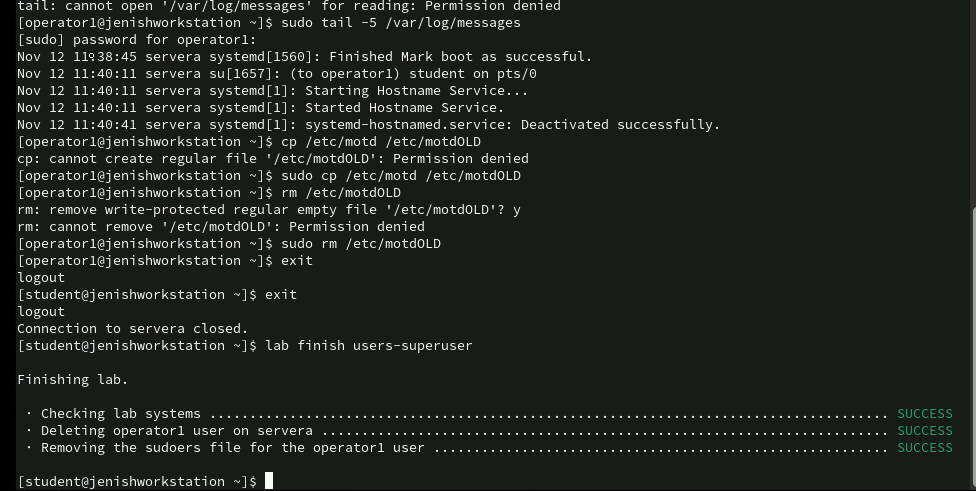 tail: cannot open '/var/log/messages' for reading: Permission denied
[operator1@jenishworkstation ~]$ sudo tail -5 /var/log/messages
[sudo] password for operator1:
Nov 12 11:38:45 servera systemd[1560]: Finished Mark boot as successful.
Nov 12 11:40:11 servera su[1657]: (to operator1) student on pts/0
Nov 12 11:40:11 servera systemd[1]: Starting Hostname Service...
Nov 12 11:40:11 servera systemd[1]: Started Hostname Service.
Nov 12 11:40:41 servera systemd[1]: systemd-hostnamed.service: Deactivated successfully.
[operator1@jenishworkstation ~]$ cp /etc/motd /etc/motdOLD
cp: cannot create regular file '/etc/motdOLD': Permission denied
[operator1@jenishworkstation ~]$ sudo cp /etc/motd /etc/motdOLD
[operator1@jenishworkstation ~]$ rm /etc/motdOLD
rm: remove write-protected regular empty file '/etc/motdOLD'? y
rm: cannot remove '/etc/motdOLD': Permission denied
[operator1@jenishworkstation ~]$ sudo rm /etc/motdOLD
[operator1@jenishworkstation ~]$ exit
logout
[student@jenishworkstation ~]$ exit
logout
Connection to servera closed.
[student@jenishworkstation ~]$ lab finish users-superuser
Finishing lab.
· Checking lab systems ..................................................................................... SUCCESS
· Deleting operator1 user on servera ....................................................................... SUCCESS
· Removing the sudoers file for the operator1 user ......................................................... SUCCESS
[student@jenishworkstation ~]$